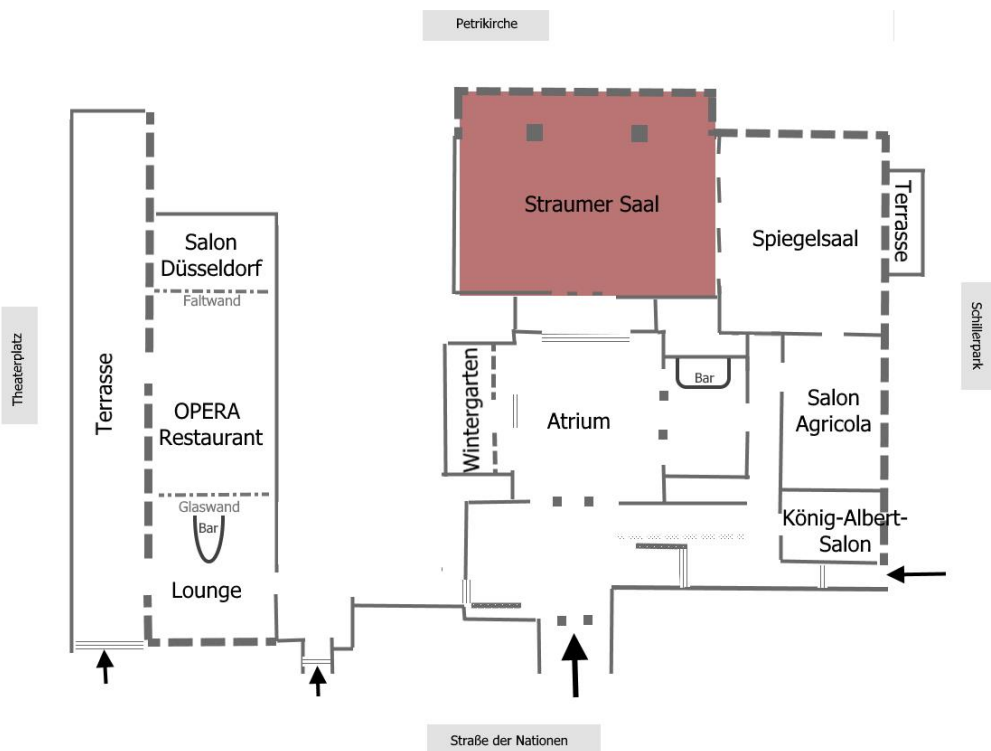 Petrikirche
Straumer Saal
Spiegelsaal
Terrasse
Salon
Düsseldorf
Faltwand
Theaterplatz
Schillerpark
Terrasse
OPERA
Restaurant
Wintergarten
Atrium
Bar
Salon
Agricola
Glaswand
Bar
König-Albert-
Salon
Lounge
Straße der Nationen